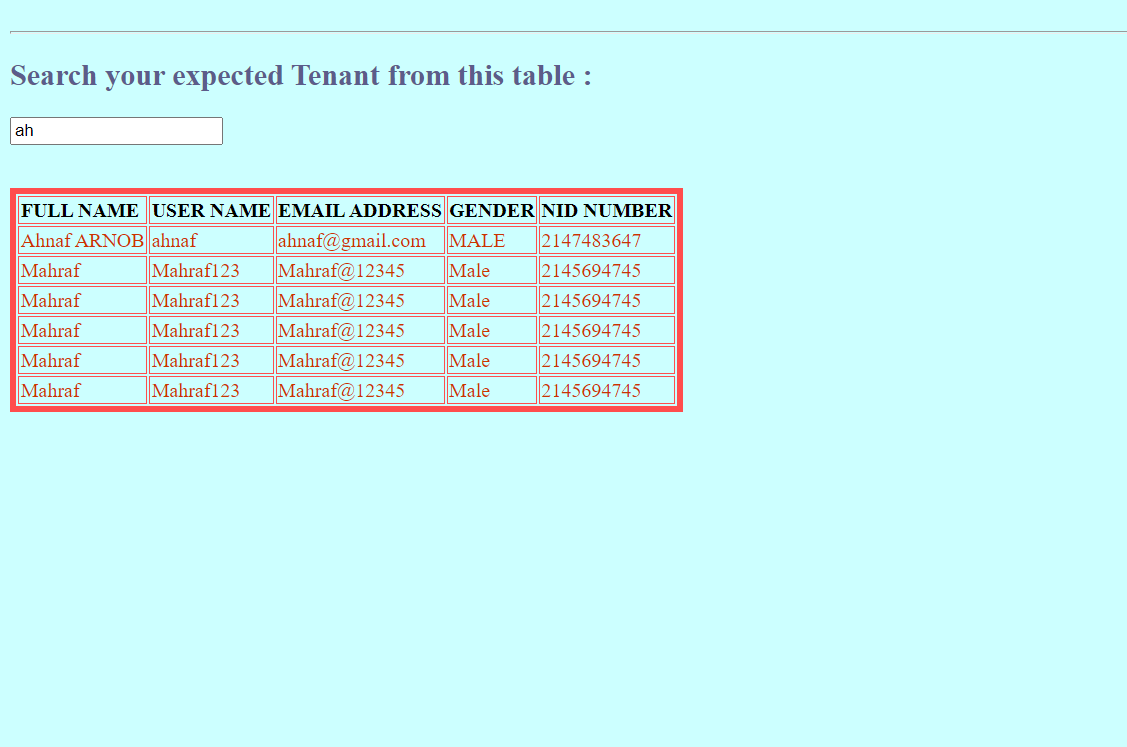 Search your expected Tenant from this table :
ah
FULL NAME USER NAME EMAIL ADDRESS GENDER NID NUMBER
Ahnaf ARNOB ahnaf ahnaf@gmail.com MALE 2147483647
Mahraf Mahraf123 Mahraf@12345 Male 2145694745
Mahraf Mahraf123 Mahraf@12345 Male 2145694745
Mahraf Mahraf123 Mahraf@12345 Male 2145694745
Mahraf Mahraf123 Mahraf@12345 Male 2145694745
Mahraf Mahraf123 Mahraf@12345 Male 2145694745